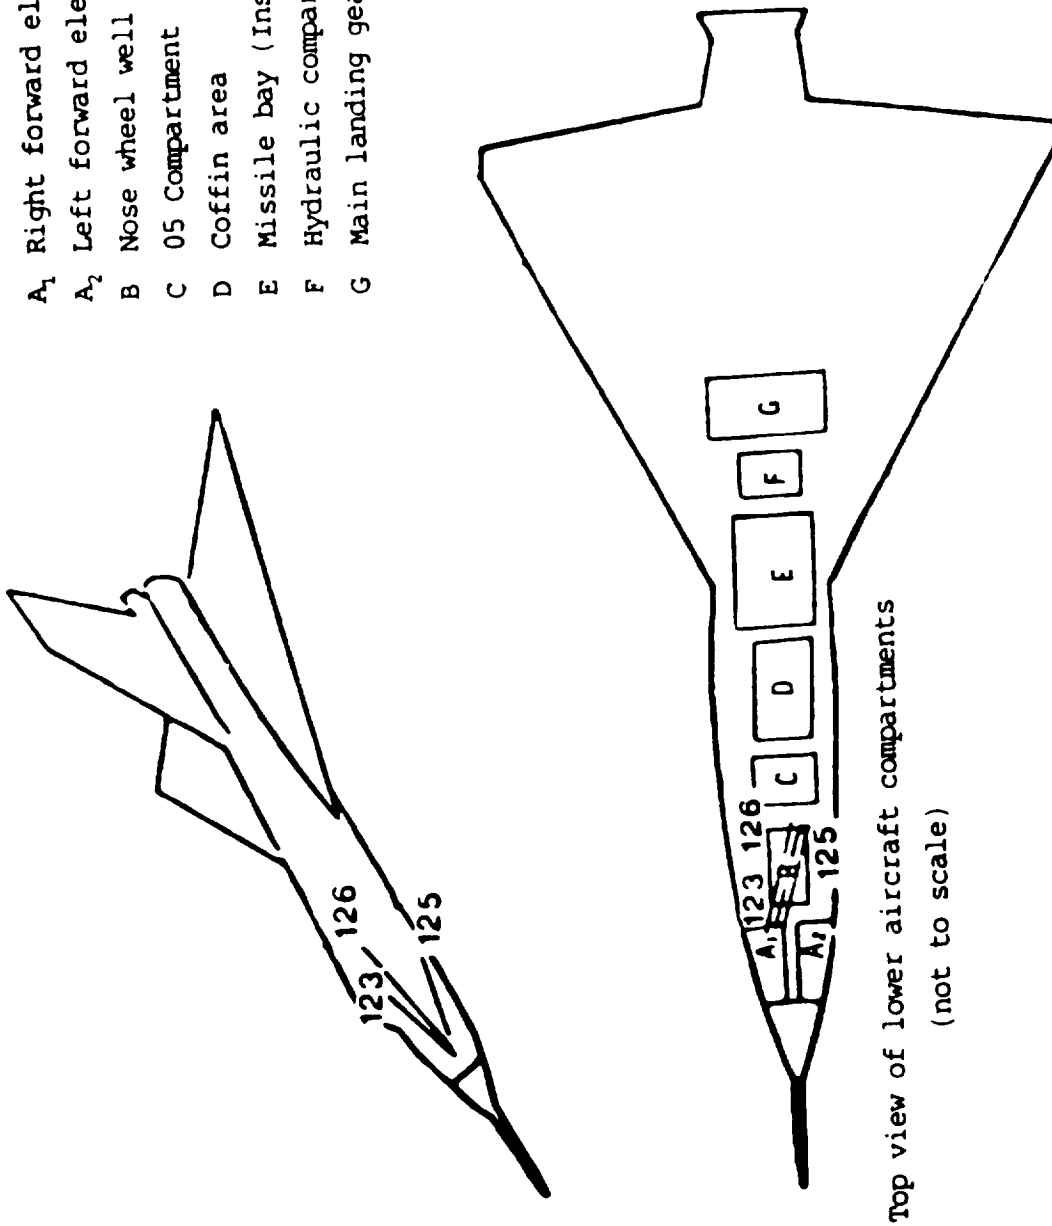 A1 Right forward el
A2 Left forward ele
B Nose wheel well
C 05 Compartment
D Coffin area
E Missile bay (Ins
F Hydraulic compar
G Main landing gea
123
126
125
123
126
125
A1
A2
B
C
D
E
F
G
Top view of lower aircraft compartments
(not to scale)